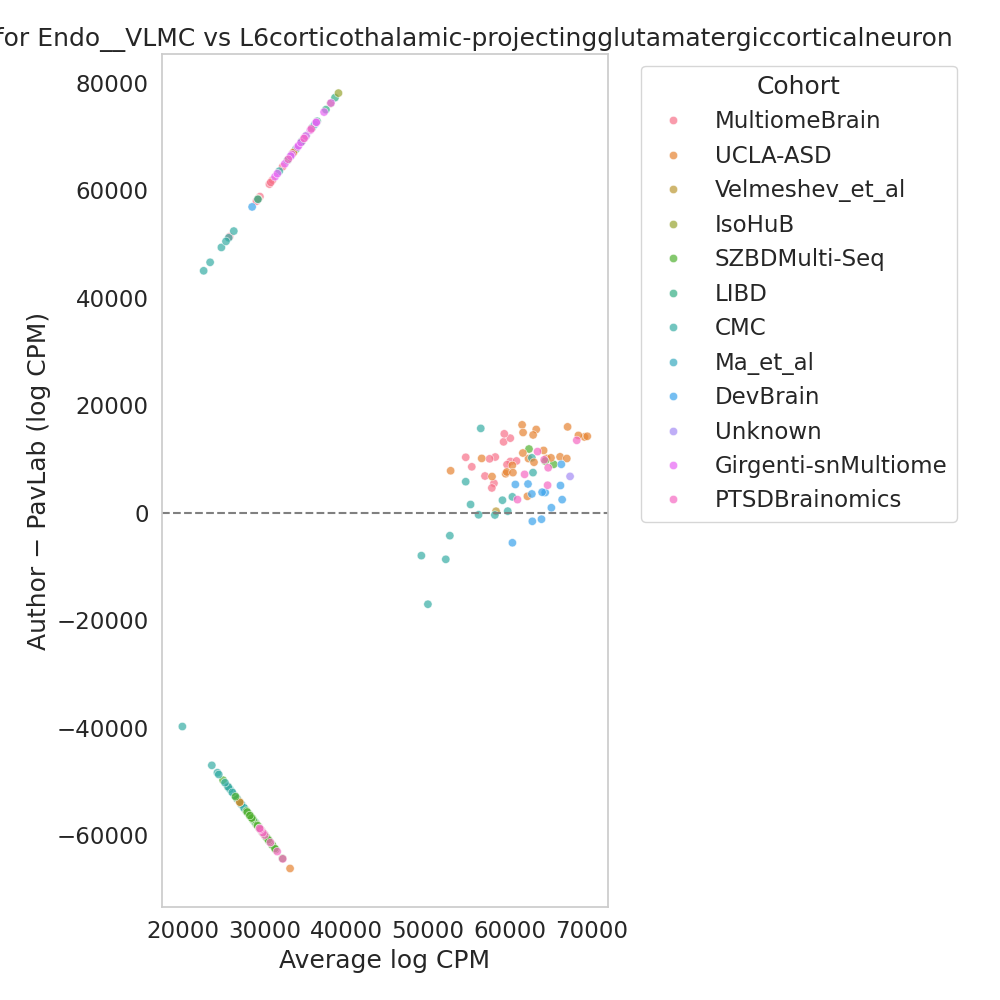 for Endo__VLMC vs L6corticothalamic-projectingglutamatergiccorticalneuron
Cohort
MultiomeBrain
UCLA-ASD
Velmeshev_et_al
IsoHuB
SZBDMulti-Seq
LIBD
CMC
Ma_et_al
DevBrain
Unknown
Girgenti-snMultiome
PTSDBrainomics
Author − PavLab (log CPM)
80000
60000
40000
20000
0
−20000
−40000
−60000
20000 30000 40000 50000 60000 70000
Average log CPM